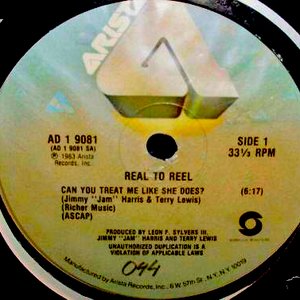 ARISTA
AD 1 9081
(AD 1 9081 SA)
℗ 1983 Arista
Records, Inc.
SIDE 1
33⅓ RPM
REAL TO REEL
CAN YOU TREAT ME LIKE SHE DOES? (6:17)
(Jimmy "Jam" Harris & Terry Lewis)
(Richer Music)
(ASCAP)
PRODUCED BY LEON F. SYLVERS III,
JIMMY "JAM" HARRIS AND TERRY LEWIS
UNAUTHORIZED DUPLICATION IS A
VIOLATION OF APPLICABLE LAWS
094
Manufactured by Arista Records, Inc., 6 W 57th St., N.Y., N.Y. 10019